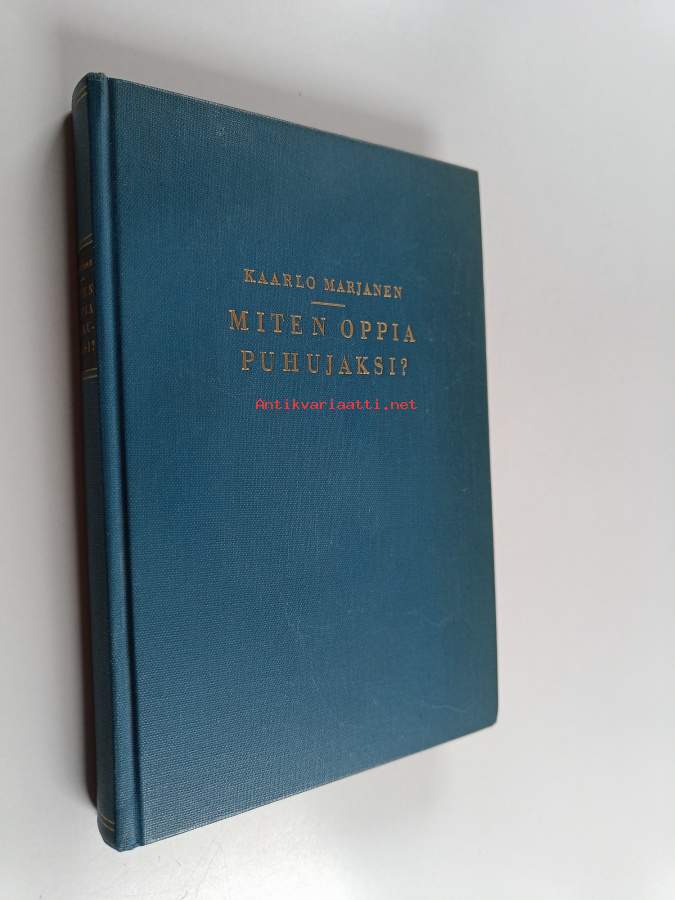 KAARLO MARJANEN
MITEN OPPIA
PUHUJAKSI?
Antikvariaatti.net